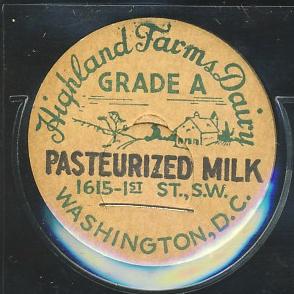 Highland Farms Dairy
GRADE A
PASTEURIZED MILK
1615-1ST ST., S.W.
WASHINGTON, D.C.